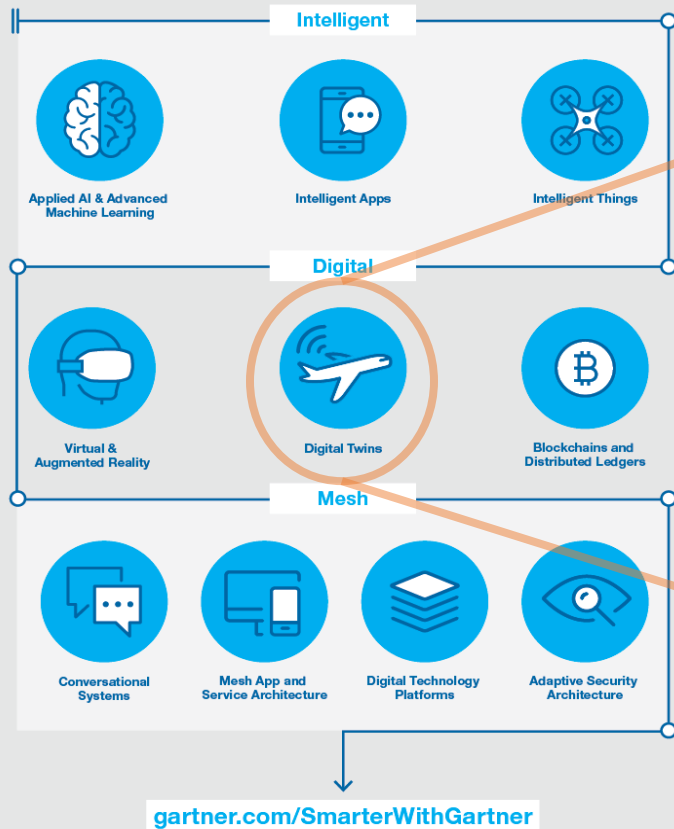 Intelligent
Applied AI & Advanced
Machine Learning
Intelligent Apps
Intelligent Things
Digital
Virtual &
Augmented Reality
Digital Twins
Blockchains and
Distributed Ledgers
Mesh
Conversational
Systems
Mesh App and
Service Architecture
Digital Technology
Platforms
Adaptive Security
Architecture
gartner.com/SmarterWithGartner